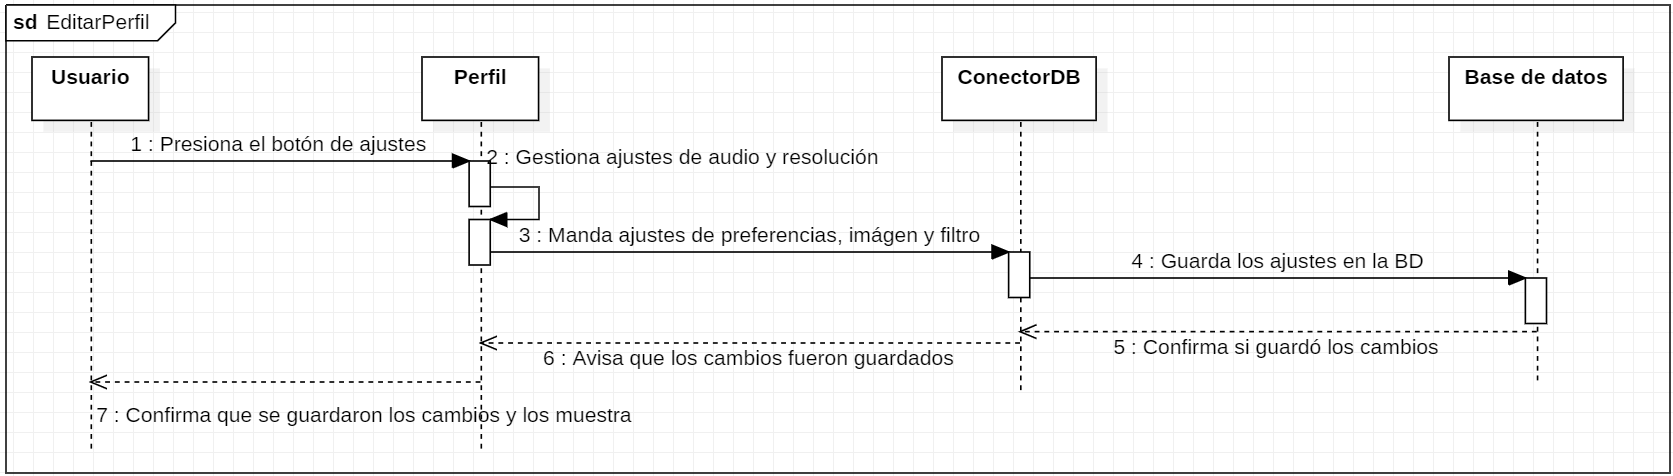 sd EditarPerfil
Usuario
Perfil
ConectorDB
Base de datos
1 : Presiona el botón de ajustes
2 : Gestiona ajustes de audio y resolución
3 : Manda ajustes de preferencias, imágen y filtro
4 : Guarda los ajustes en la BD
5 : Confirma si guardó los cambios
6 : Avisa que los cambios fueron guardados
7 : Confirma que se guardaron los cambios y los muestra